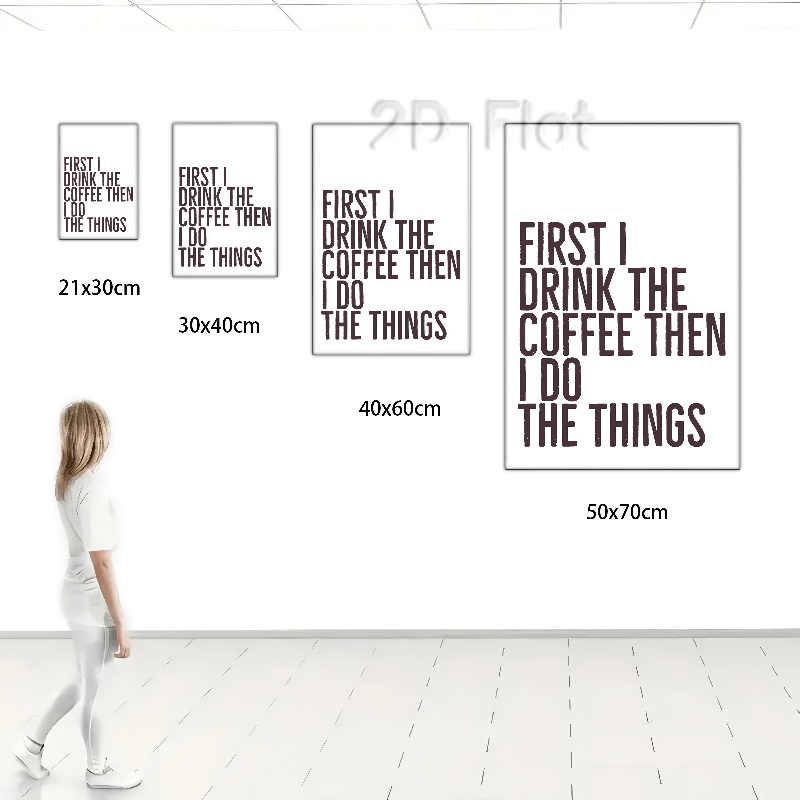 2D Flat
FIRST I
DRINK THE
COFFEE THEN
I DO
THE THINGS
21x30cm
FIRST I
DRINK THE
COFFEE THEN
I DO
THE THINGS
30x40cm
FIRST I
DRINK THE
COFFEE THEN
I DO
THE THINGS
40x60cm
FIRST I
DRINK THE
COFFEE THEN
I DO
THE THINGS
50x70cm